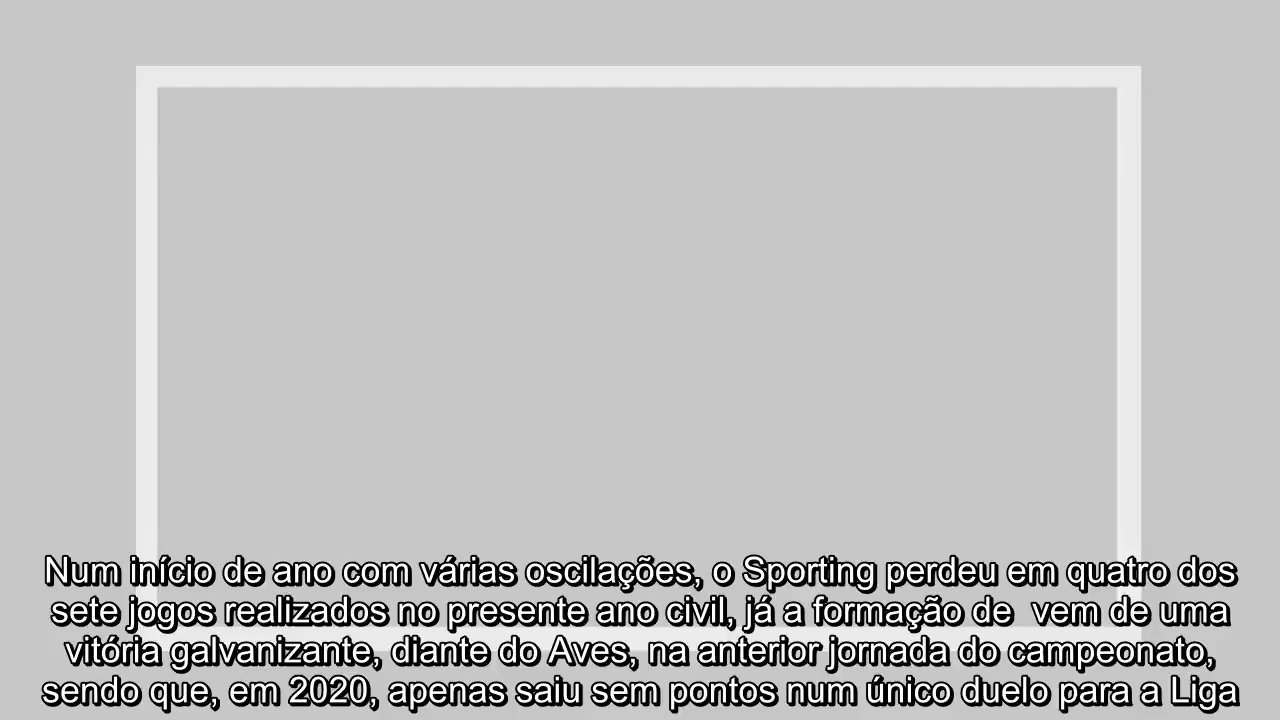 Num início de ano com várias oscilações, o Sporting perdeu em quatro dos
sete jogos realizados no presente ano civil, já a formação de  vem de uma
vitória galvanizante, diante do Aves, na anterior jornada do campeonato,
sendo que, em 2020, apenas saiu sem pontos num único duelo para a Liga